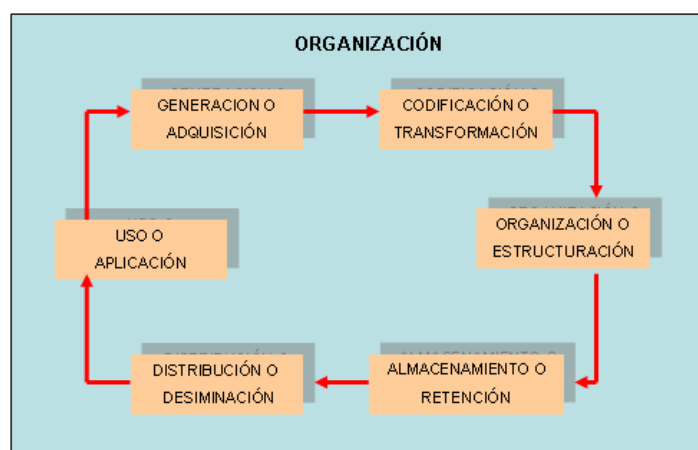 ORGANIZACIÓN
GENERACION O
ADQUISICIÓN
CODIFICACIÓN O
TRANSFORMACIÓN
ORGANIZACIÓN O
ESTRUCTURACIÓN
ALMACENAMIENTO O
RETENCIÓN
DISTRIBUCIÓN O
DESIMINACIÓN
USO O
APLICACIÓN